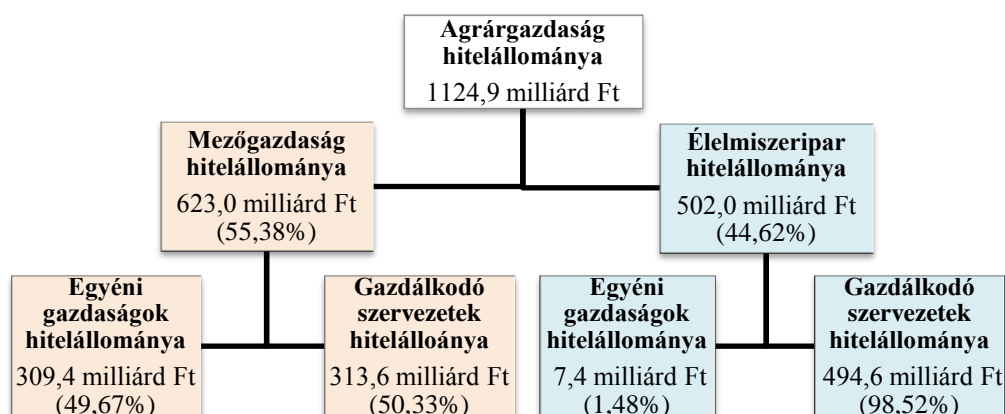 Agrárgazdaság
hitelállománya
1124,9 milliárd Ft
Mezőgazdaság
hitelállománya
623,0 milliárd Ft
(55,38%)
Élelmiszeripar
hitelállománya
502,0 milliárd Ft
(44,62%)
Egyéni
gazdaságok
hitelállománya
309,4 milliárd Ft
(49,67%)
Gazdálkodó
szervezetek
hitelálloánya
313,6 milliárd Ft
(50,33%)
Egyéni
gazdaságok
hitelállománya
7,4 milliárd Ft
(1,48%)
Gazdálkodó
szervezetek
hitelállománya
494,6 milliárd Ft
(98,52%)